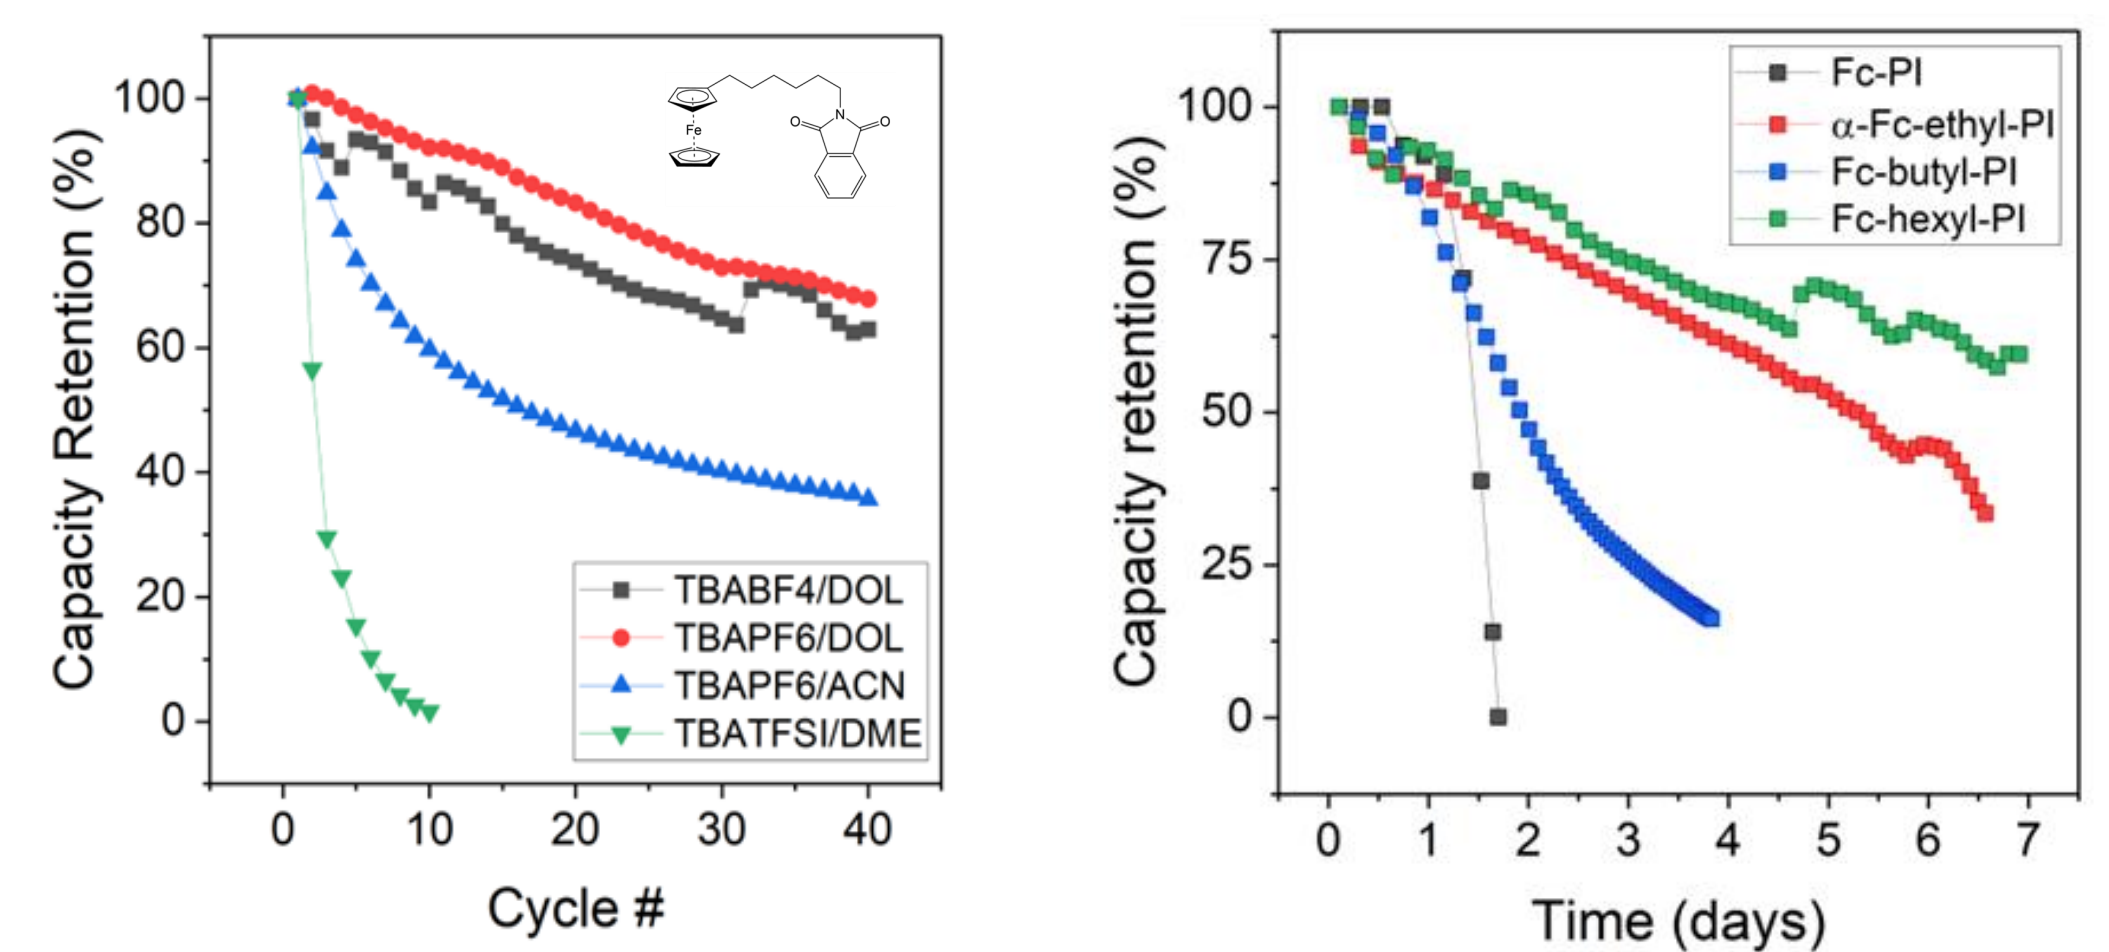 Capacity Retention (%)
100
80
60
40
20
0
0 10 20 30 40
Cycle #
Fe
N
O O
TBABF4/DOL
TBAPF6/DOL
TBAPF6/ACN
TBATFSI/DME
Capacity retention (%)
100
75
50
25
0
0 1 2 3 4 5 6 7
Time (days)
Fc-PI
α-Fc-ethyl-PI
Fc-butyl-PI
Fc-hexyl-PI